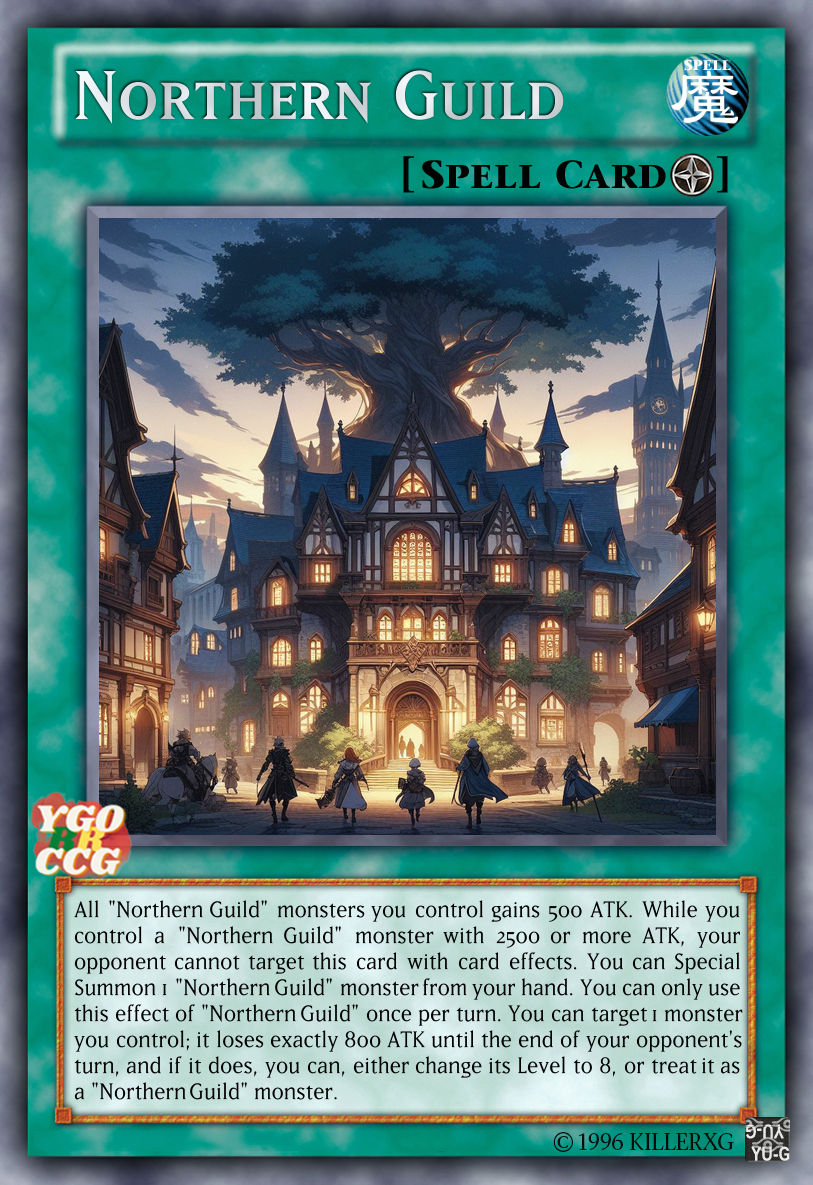 Northern Guild
SPELL
魔
[Spell Card]
YGO
BR
CCG
All "Northern Guild" monsters you control gains 500 ATK. While you
control a "Northern Guild" monster with 2500 or more ATK, your
opponent cannot target this card with card effects. You can Special
Summon 1 "Northern Guild" monster from your hand. You can only use
this effect of "Northern Guild" once per turn. You can target 1 monster
you control; it loses exactly 800 ATK until the end of your opponent's
turn, and if it does, you can, either change its Level to 8, or treat it as
a "Northern Guild" monster.
© 1996 KILLERXG
YU-G
YU-G